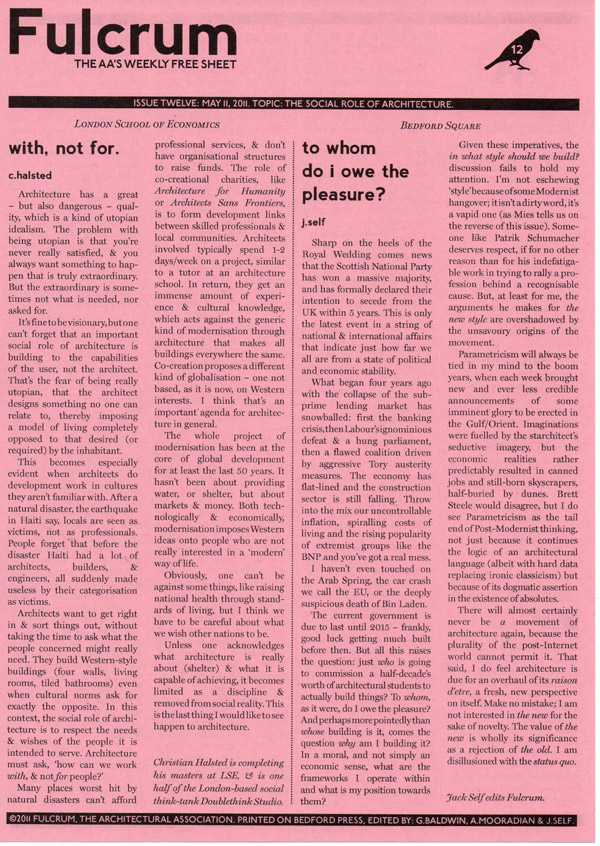 Fulcrum
THE AA'S WEEKLY FREE SHEET
12
ISSUE TWELVE: MAY 11, 2011. TOPIC: THE SOCIAL ROLE OF ARCHITECTURE.
LONDON SCHOOL OF ECONOMICS
with, not for.
c.halsted
Architecture has a great
– but also dangerous – qual-
ity, which is a kind of utopian
idealism. The problem with
being utopian is that you're
never really satisfied, & you
always want something to hap-
pen that is truly extraordinary.
But the extraordinary is some-
times not what is needed, nor
asked for.
It's fine to be visionary, but one
can't forget that an important
social role of architecture is
building to the capabilities
of the user, not the architect.
That's the fear of being really
utopian, that the architect
designs something no one can
relate to, thereby imposing
a model of living completely
opposed to that desired (or
required) by the inhabitant.
This becomes especially
evident when architects do
development work in cultures
they aren't familiar with. After a
natural disaster, the earthquake
in Haiti say, locals are seen as
victims, not as professionals.
People forget that before the
disaster Haiti had a lot of
architects, builders, &
engineers, all suddenly made
useless by their categorisation
as victims.
Architects want to get right
in & sort things out, without
taking the time to ask what the
people concerned might really
need. They build Western-style
buildings (four walls, living
rooms, tiled bathrooms) even
when cultural norms ask for
exactly the opposite. In this
context, the social role of archi-
tecture is to respect the needs
& wishes of the people it is
intended to serve. Architecture
must ask, 'how can we work
with, & not for people?'
Many places worst hit by
natural disasters can't afford
professional services, & don't
have organisational structures
to raise funds. The role of
co-creational charities, like
Architecture for Humanity
or Architects Sans Frontiers,
is to form development links
between skilled professionals &
local communities. Architects
involved typically spend 1-2
days/week on a project, similar
to a tutor at an architecture
school. In return, they get an
immense amount of experi-
ence & cultural knowledge,
which acts against the generic
kind of modernisation through
architecture that makes all
buildings everywhere the same.
Co-creation proposes a different
kind of globalisation – one not
based, as it is now, on Western
interests. I think that's an
important agenda for architec-
ture in general.
The whole project of
modernisation has been at the
core of global development
for at least the last 50 years. It
hasn't been about providing
water, or shelter, but about
markets & money. Both tech-
nologically & economically,
modernisation imposes Western
ideas onto people who are not
really interested in a 'modern'
way of life.
Obviously, one can't be
against some things, like raising
national health through stand-
ards of living, but I think we
have to be careful about what
we wish other nations to be.
Unless one acknowledges
what architecture is really
about (shelter) & what it is
capable of achieving, it becomes
limited as a discipline &
removed from social reality. This
is the last thing I would like to see
happen to architecture.
Christian Halsted is completing
his masters at LSE, & is one
half of the London-based social
think-tank Doublethink Studio.
BEDFORD SQUARE
to whom
do i owe the
pleasure?
j.self
Sharp on the heels of the
Royal Wedding comes news
that the Scottish National Party
has won a massive majority,
and has formally declared their
intention to secede from the
UK within 5 years. This is only
the latest event in a string of
national & international affairs
that indicate just how far we
all are from a state of political
and economic stability.
What began four years ago
with the collapse of the sub-
prime lending market has
snowballed: first the banking
crisis, then Labour's ignominious
defeat & a hung parliament,
then a flawed coalition driven
by aggressive Tory austerity
measures. The economy has
flat-lined and the construction
sector is still falling. Throw
into the mix our uncontrollable
inflation, spiralling costs of
living and the rising popularity
of extremist groups like the
BNP and you've got a real mess.
I haven't even touched on
the Arab Spring, the car crash
we call the EU, or the deeply
suspicious death of Bin Laden.
The current government is
due to last until 2015 – frankly,
good luck getting much built
before then. But all this raises
the question: just who is going
to commission a half-decade's
worth of architectural students to
actually build things? To whom,
as it were, do I owe the pleasure?
And perhaps more pointedly than
whose building is it, comes the
question why am I building it?
In a moral, and not simply an
economic sense, what are the
frameworks I operate within
and what is my position towards
them?
Given these imperatives, the
in what style should we build?
discussion fails to hold my
attention. I'm not eschewing
'style' because of some Modernist
hangover; it isn't a dirty word, it's
a vapid one (as Mies tells us on
the reverse of this issue). Some-
one like Patrik Schumacher
deserves respect, if for no other
reason than for his indefatiga-
ble work in trying to rally a pro-
fession behind a recognisable
cause. But, at least for me, the
arguments he makes for the
new style are overshadowed by
the unsavoury origins of the
movement.
Parametricism will always be
tied in my mind to the boom
years, when each week brought
new and ever less credible
announcements of some
imminent glory to be erected in
the Gulf/Orient. Imaginations
were fuelled by the starchitect's
seductive imagery, but the
economic realities rather
predictably resulted in canned
jobs and still-born skyscrapers,
half-buried by dunes. Brett
Steele would disagree, but I do
see Parametricism as the tail
end of Post-Modernist thinking,
not just because it continues
the logic of an architectural
language (albeit with hard data
replacing ironic classicism) but
because of its dogmatic assertion
in the existence of absolutes.
There will almost certainly
never be a movement of
architecture again, because the
plurality of the post-Internet
world cannot permit it. That
said, I do feel architecture is
due for an overhaul of its raison
d'etre, a fresh, new perspective
on itself. Make no mistake; I am
not interested in the new for the
sake of novelty. The value of the
new is wholly its significance
as a rejection of the old. I am
disillusioned with the status quo.
Jack Self edits Fulcrum.
©2011 FULCRUM, THE ARCHITECTURAL ASSOCIATION. PRINTED ON BEDFORD PRESS, EDITED BY: G.BALDWIN, A.MOORADIAN & J.SELF.